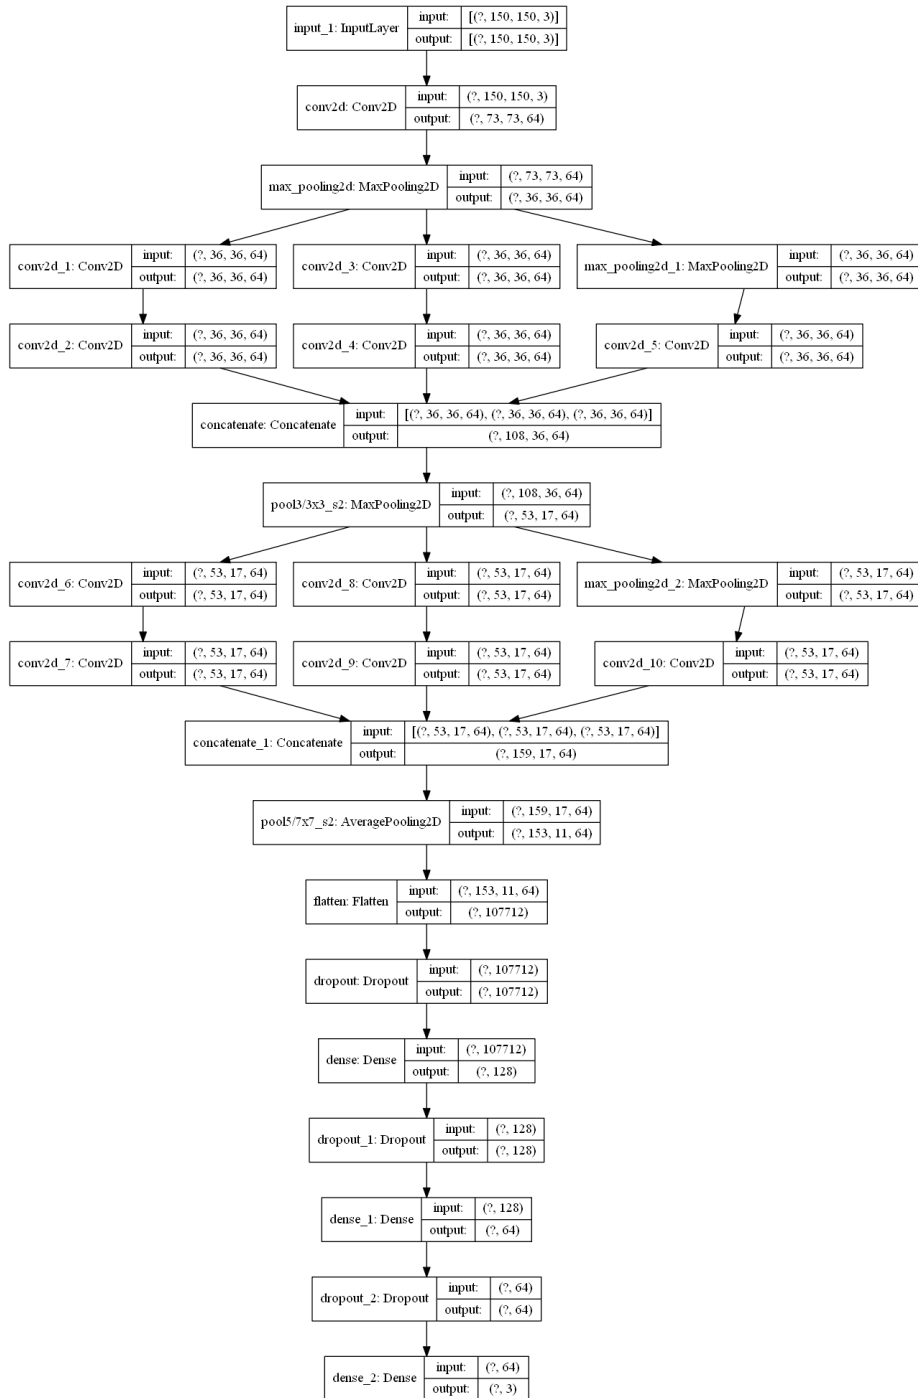 input_1: InputLayer
input: [(?, 150, 150, 3)]
output: [(?, 150, 150, 3)]
conv2d: Conv2D
input: (?, 150, 150, 3)
output: (?, 73, 73, 64)
max_pooling2d: MaxPooling2D
input: (?, 73, 73, 64)
output: (?, 36, 36, 64)
conv2d_1: Conv2D
input: (?, 36, 36, 64)
output: (?, 36, 36, 64)
conv2d_3: Conv2D
input: (?, 36, 36, 64)
output: (?, 36, 36, 64)
max_pooling2d_1: MaxPooling2D
input: (?, 36, 36, 64)
output: (?, 36, 36, 64)
conv2d_2: Conv2D
input: (?, 36, 36, 64)
output: (?, 36, 36, 64)
conv2d_4: Conv2D
input: (?, 36, 36, 64)
output: (?, 36, 36, 64)
conv2d_5: Conv2D
input: (?, 36, 36, 64)
output: (?, 36, 36, 64)
concatenate: Concatenate
input: [(?, 36, 36, 64), (?, 36, 36, 64), (?, 36, 36, 64)]
output: (?, 108, 36, 64)
pool3/3x3_s2: MaxPooling2D
input: (?, 108, 36, 64)
output: (?, 53, 17, 64)
conv2d_6: Conv2D
input: (?, 53, 17, 64)
output: (?, 53, 17, 64)
conv2d_8: Conv2D
input: (?, 53, 17, 64)
output: (?, 53, 17, 64)
max_pooling2d_2: MaxPooling2D
input: (?, 53, 17, 64)
output: (?, 53, 17, 64)
conv2d_7: Conv2D
input: (?, 53, 17, 64)
output: (?, 53, 17, 64)
conv2d_9: Conv2D
input: (?, 53, 17, 64)
output: (?, 53, 17, 64)
conv2d_10: Conv2D
input: (?, 53, 17, 64)
output: (?, 53, 17, 64)
concatenate_1: Concatenate
input: [(?, 53, 17, 64), (?, 53, 17, 64), (?, 53, 17, 64)]
output: (?, 159, 17, 64)
pool5/7x7_s2: AveragePooling2D
input: (?, 159, 17, 64)
output: (?, 153, 11, 64)
flatten: Flatten
input: (?, 153, 11, 64)
output: (?, 107712)
dropout: Dropout
input: (?, 107712)
output: (?, 107712)
dense: Dense
input: (?, 107712)
output: (?, 128)
dropout_1: Dropout
input: (?, 128)
output: (?, 128)
dense_1: Dense
input: (?, 128)
output: (?, 64)
dropout_2: Dropout
input: (?, 64)
output: (?, 64)
dense_2: Dense
input: (?, 64)
output: (?, 3)